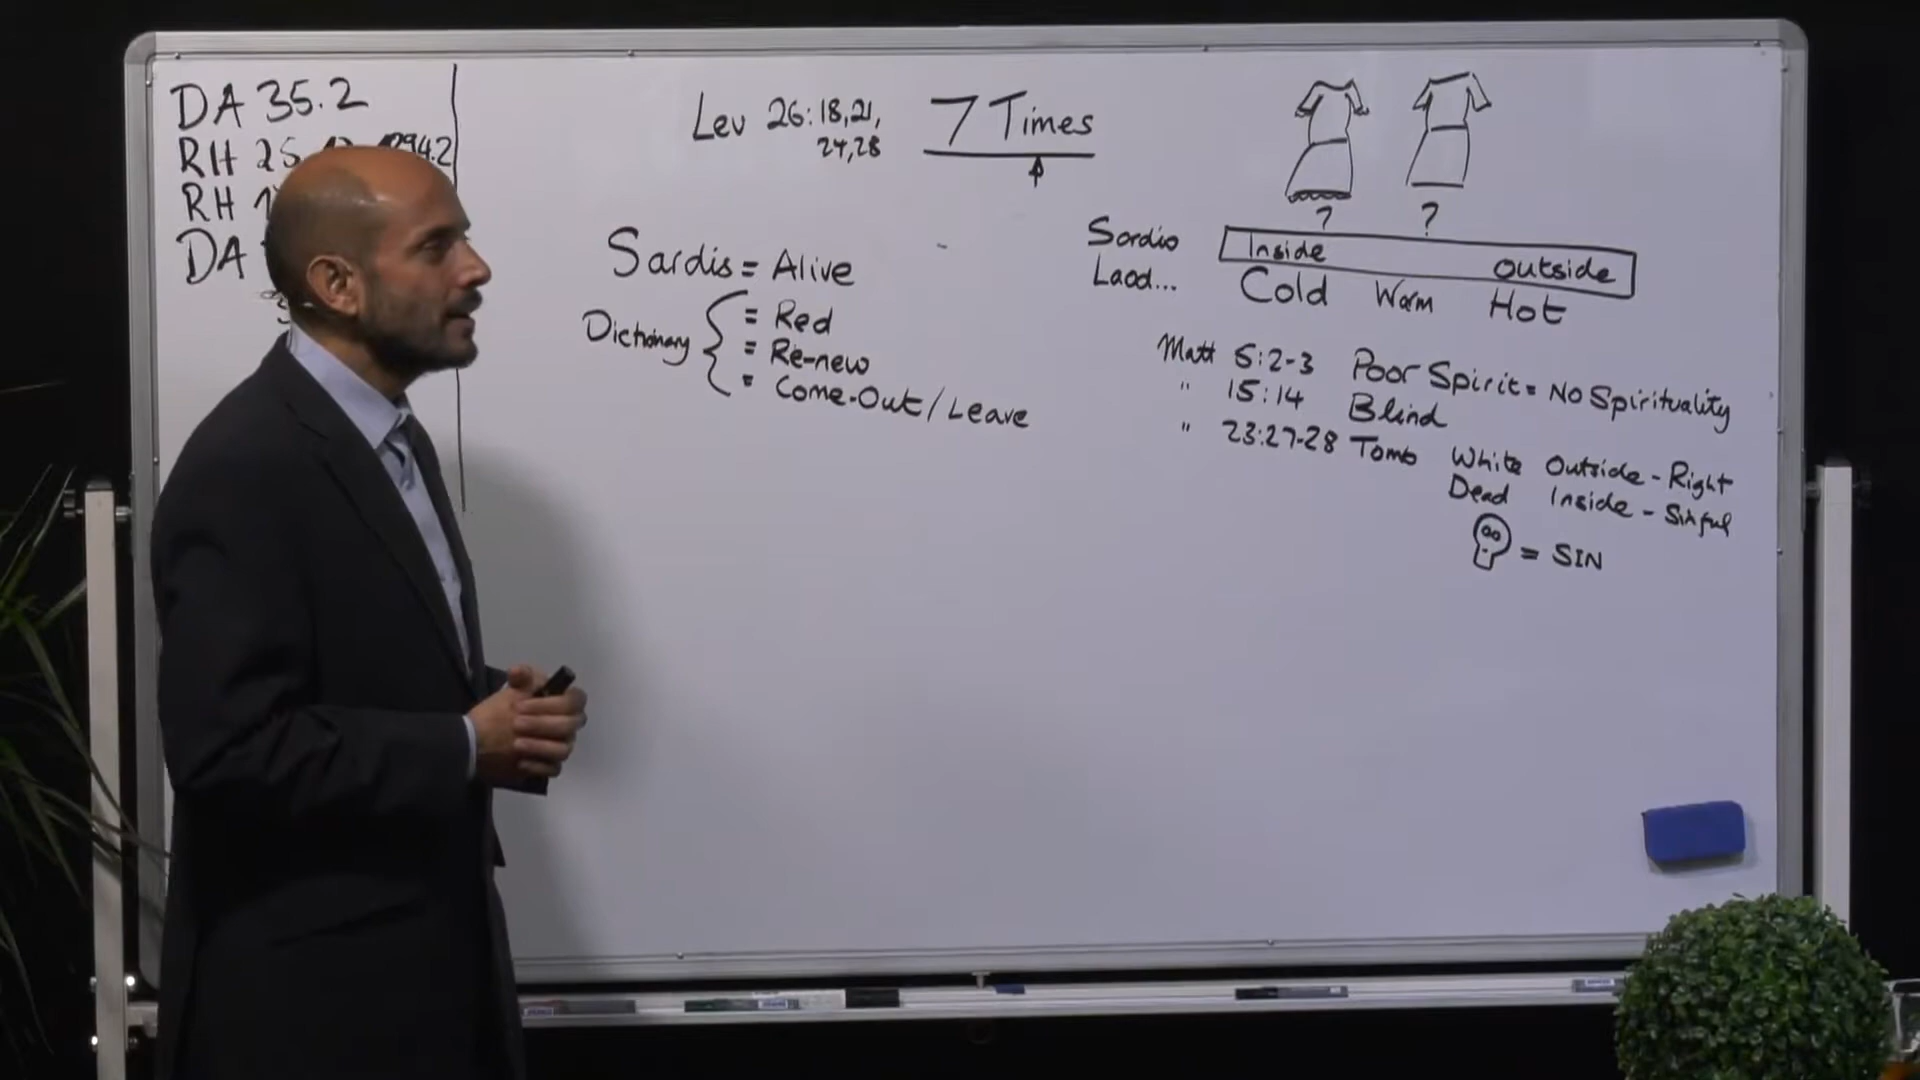 DA 35.2
RH 25 94.2
RH
DA
Lev 26:18,21,
24,28
7 Times
? ?
Sardis = Alive
Dictionary
= Red
= Re-new
= Come-Out/Leave
Sardis Inside outside
Laod... Cold Warm Hot
Matt 5:2-3 Poor Spirit = No Spirituality
" 15:14 Blind
" 23:27-28 Tomb White Outside - Right
Dead Inside - Sinful
= SIN